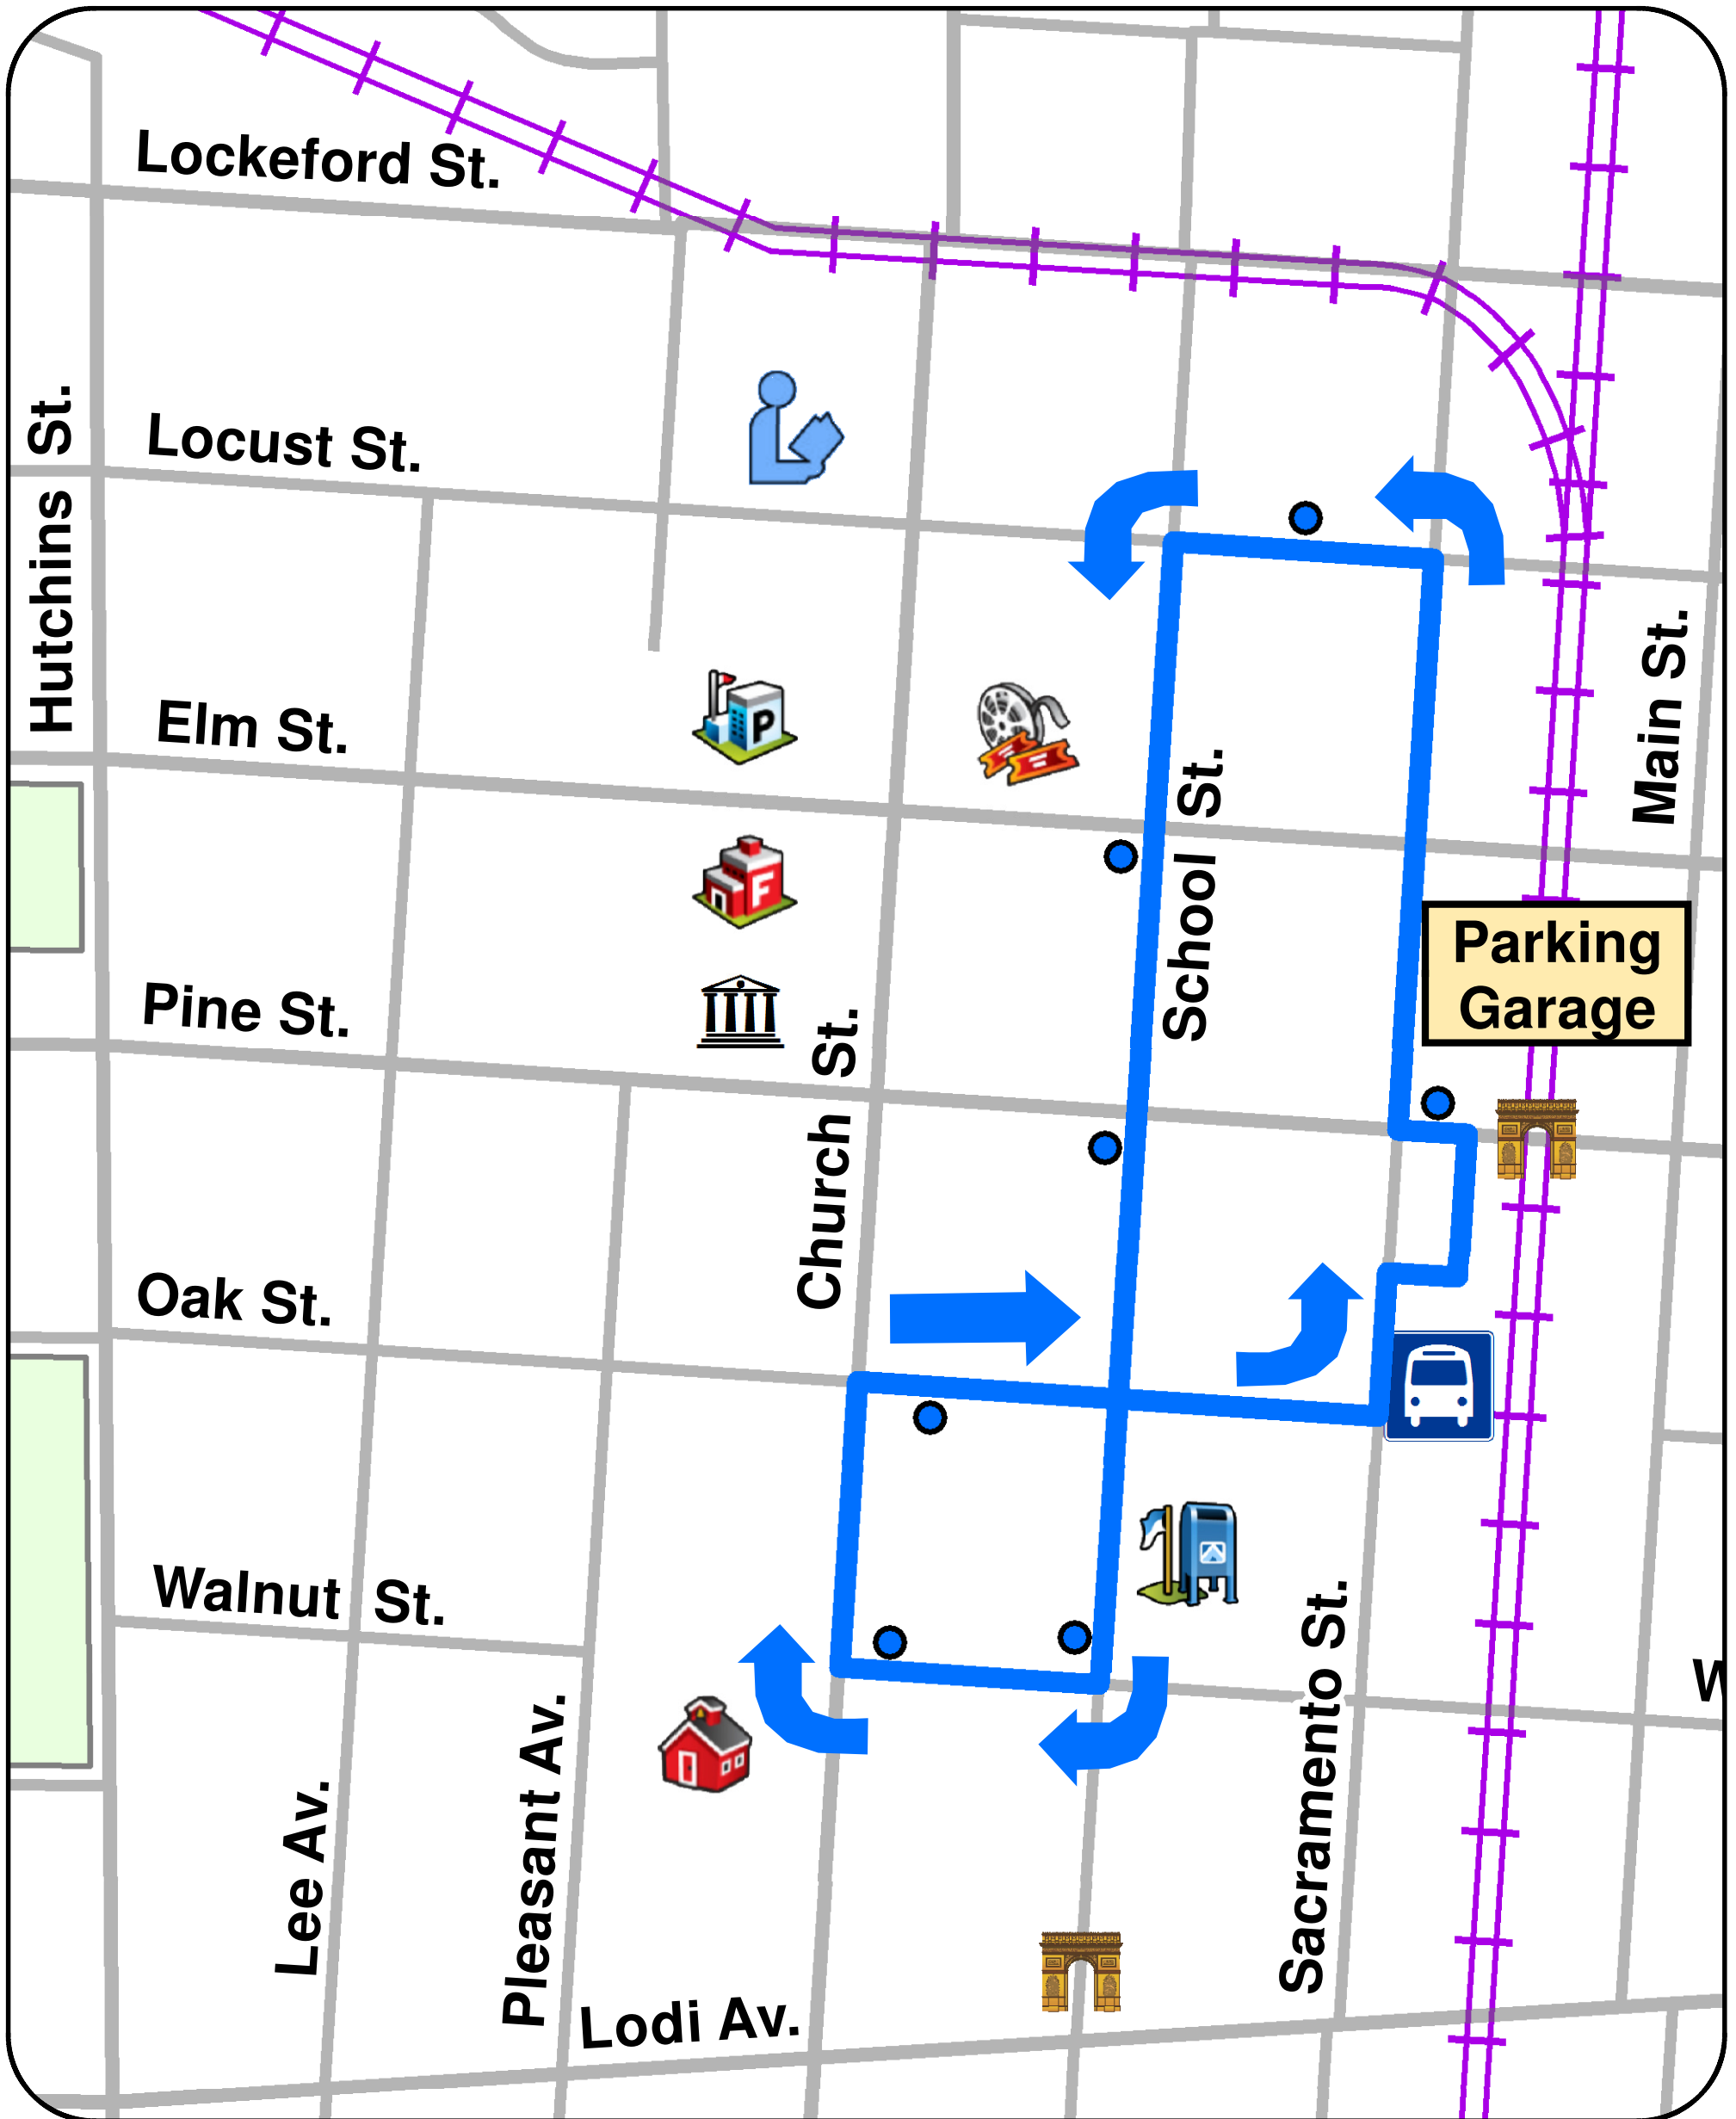 Lockeford St.
Hutchins St.
Locust St.
Elm St.
Main St.
School St.
Parking
Garage
Pine St.
Church St.
P
F
Oak St.
Walnut St.
Sacramento St.
W
Pleasant Av.
Lee Av.
Lodi Av.